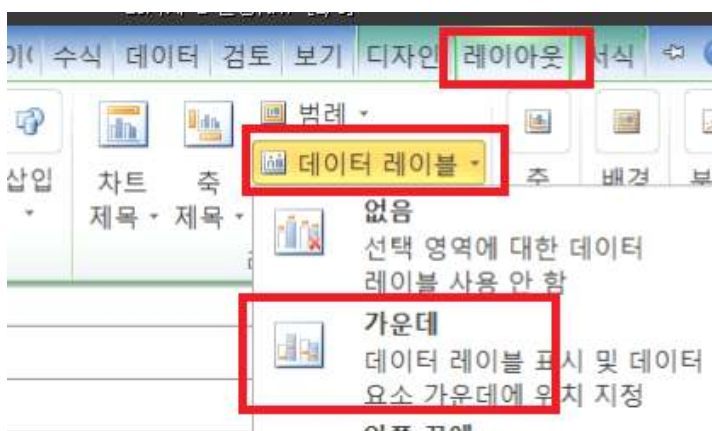 수식 데이터 검토 보기 디자인 레이아웃 서식
범례
데이터 레이블
삽입
차트 제목
축 제목
축
배경
없음
선택 영역에 대한 데이터
레이블 사용 안 함
가운데
데이터 레이블 표시 및 데이터
요소 가운데에 위치 지정